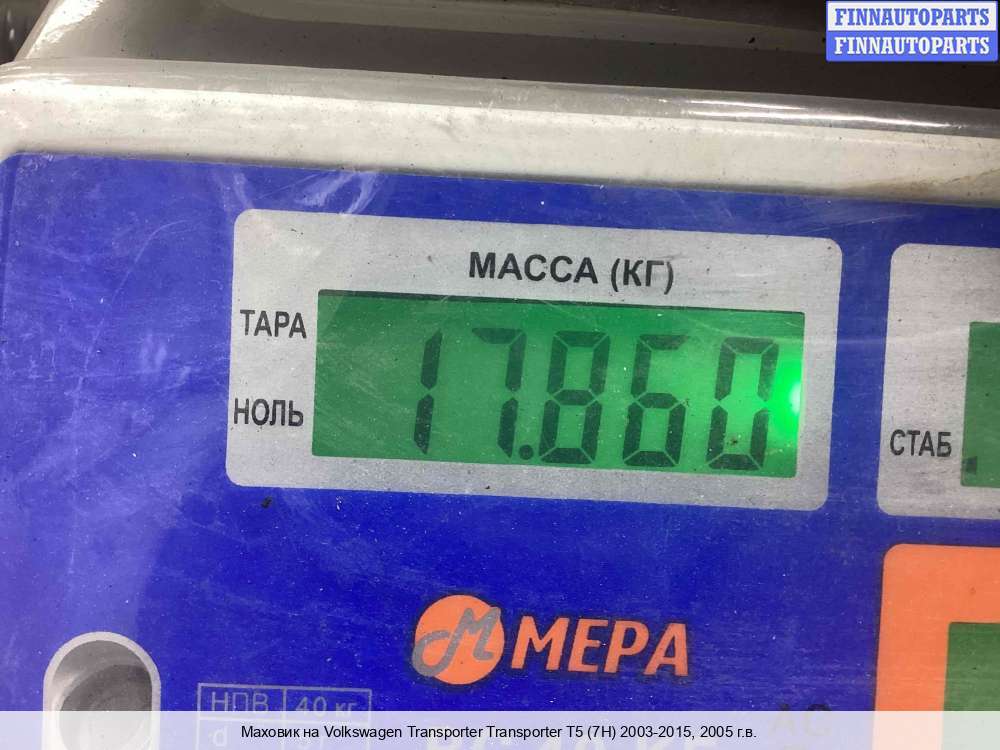 FINNAUTOPARTS
FINNAUTOPARTS
МАССА (КГ)
ТАРА
17.860
НОЛЬ
СТАБ
МЕРА
НПВ 40 кг
d
Маховик на Volkswagen Transporter Transporter T5 (7H) 2003-2015, 2005 г.в.